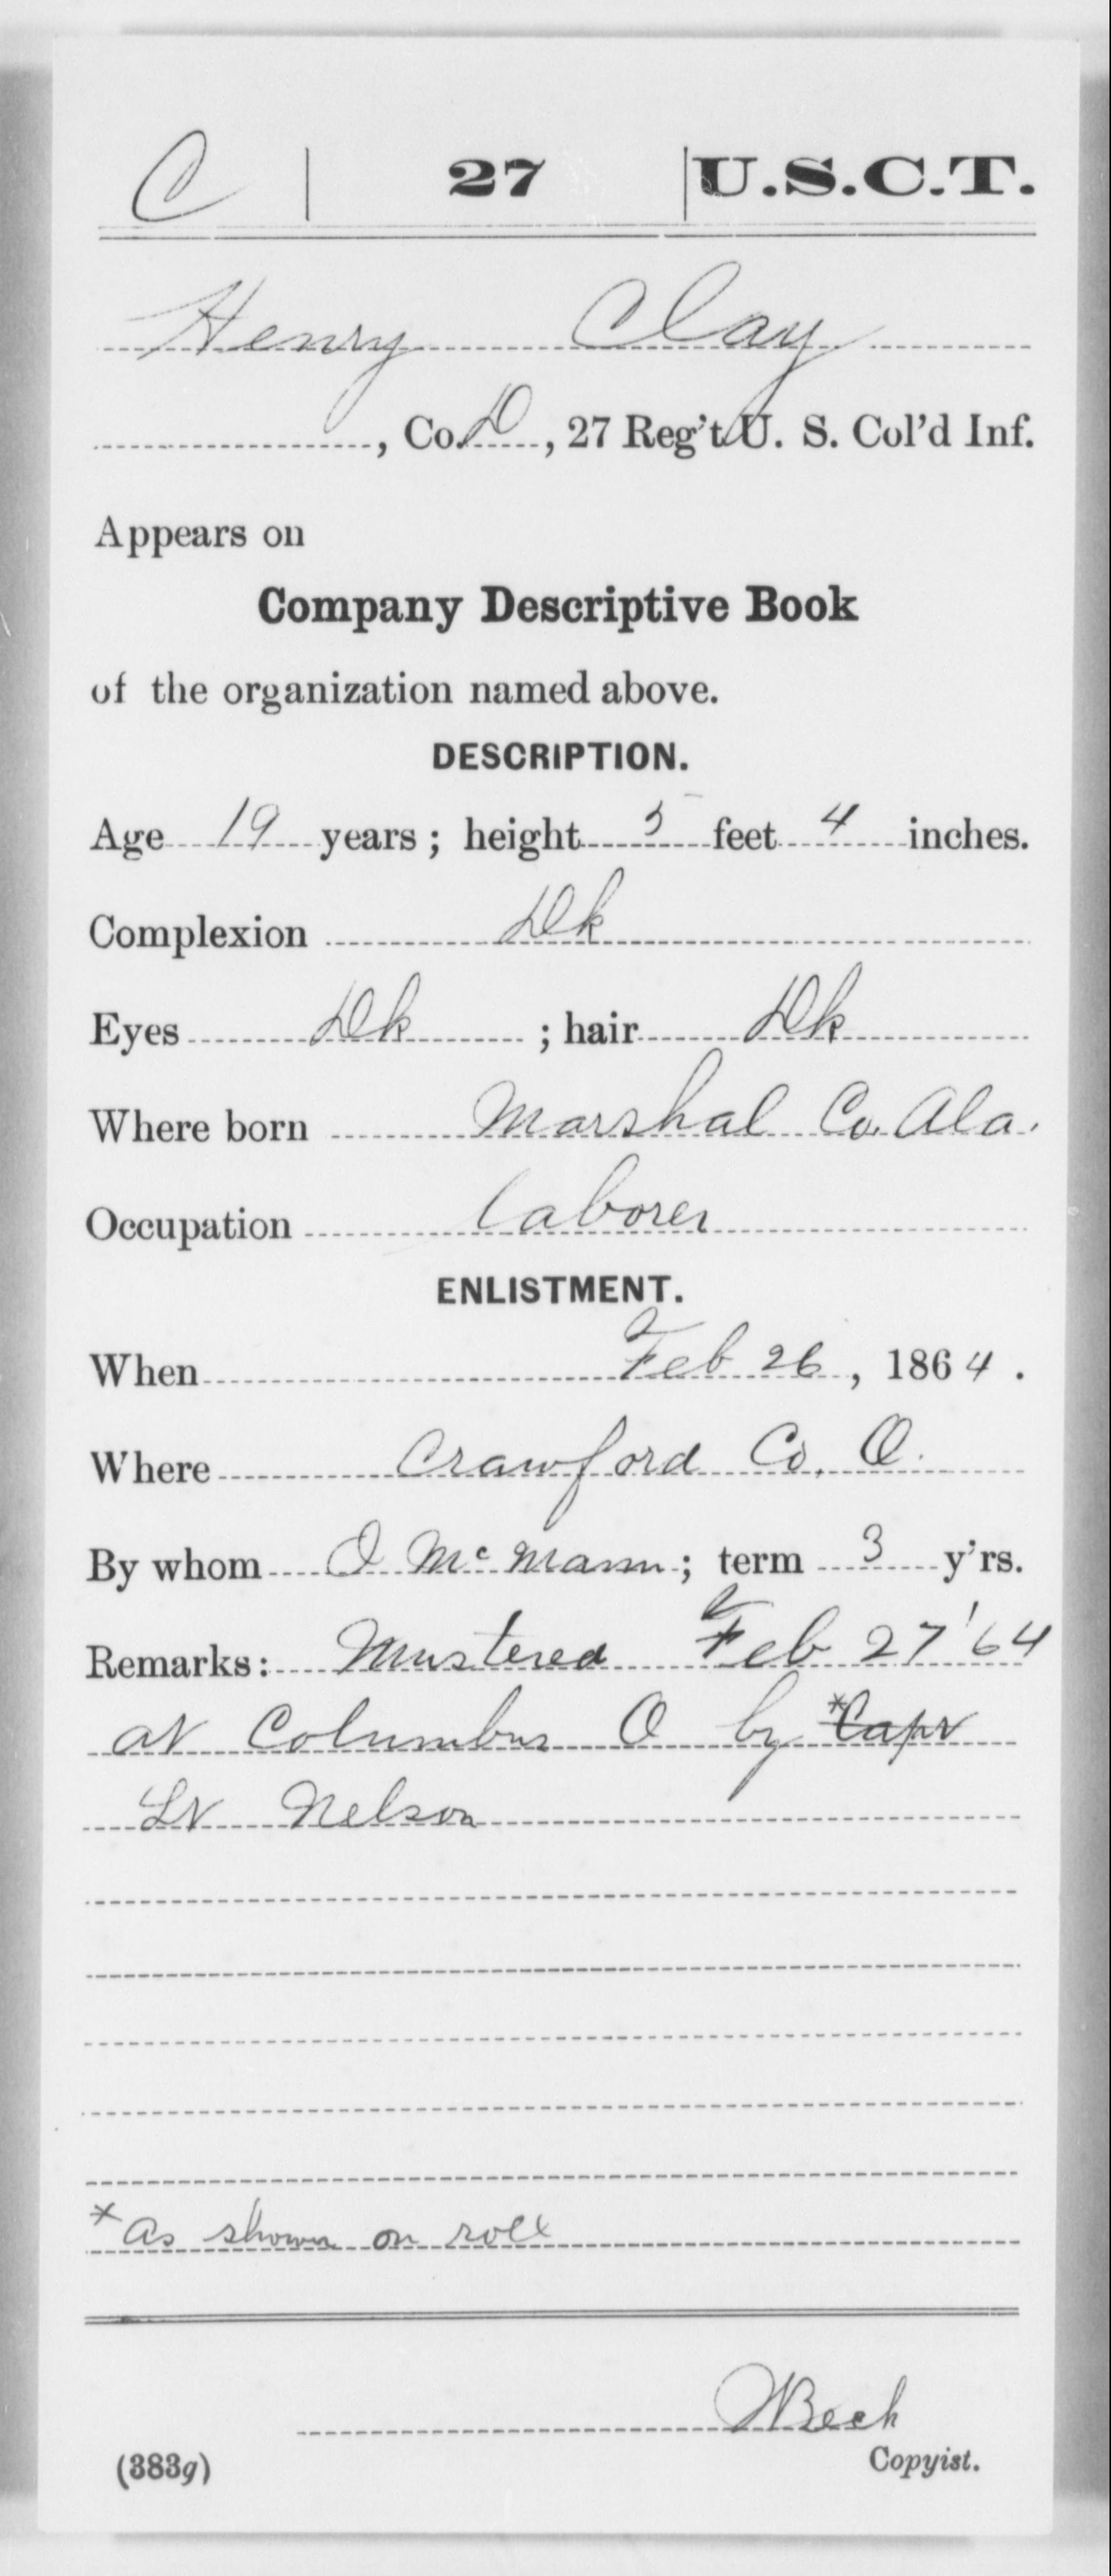 C | 27 | U.S.C.T.
Henry Clay
, Co. D, 27 Reg't U. S. Col'd Inf.
Appears on
Company Descriptive Book
of the organization named above.
DESCRIPTION.
Age 19 years; height 5 feet 4 inches.
Complexion Dk
Eyes Dk ; hair Dk
Where born Marshal Co. Ala.
Occupation Laborer
ENLISTMENT.
When Feb 26, 1864.
Where Crawford Co. O.
By whom McMann; term 3 y'rs.
Remarks: Mustered Feb 27 '64
at Columbus O by *Capt
Lt Nelson
*As shown on roll
Beck
(383g) Copyist.